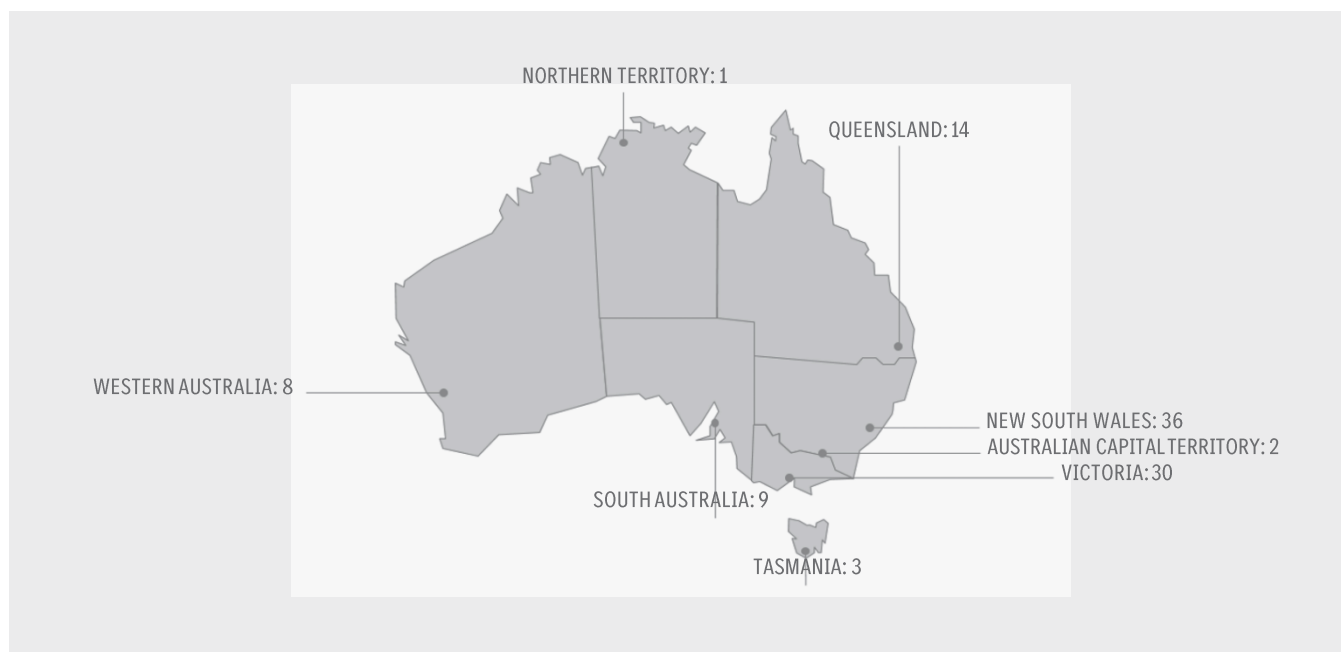 NORTHERN TERRITORY: 1
QUEENSLAND: 14
WESTERN AUSTRALIA: 8
NEW SOUTH WALES: 36
AUSTRALIAN CAPITAL TERRITORY: 2
VICTORIA: 30
SOUTH AUSTRALIA: 9
TASMANIA: 3